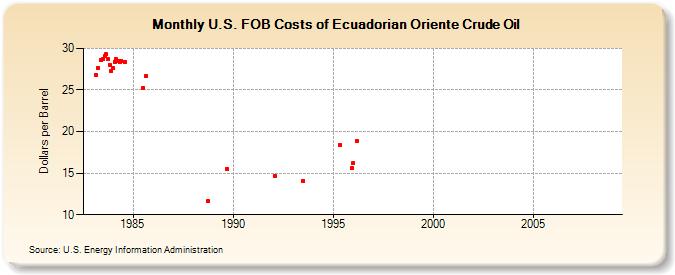 Monthly U.S. FOB Costs of Ecuadorian Oriente Crude Oil
Dollars per Barrel
30
25
20
15
10
1985 1990 1995 2000 2005
Source: U.S. Energy Information Administration